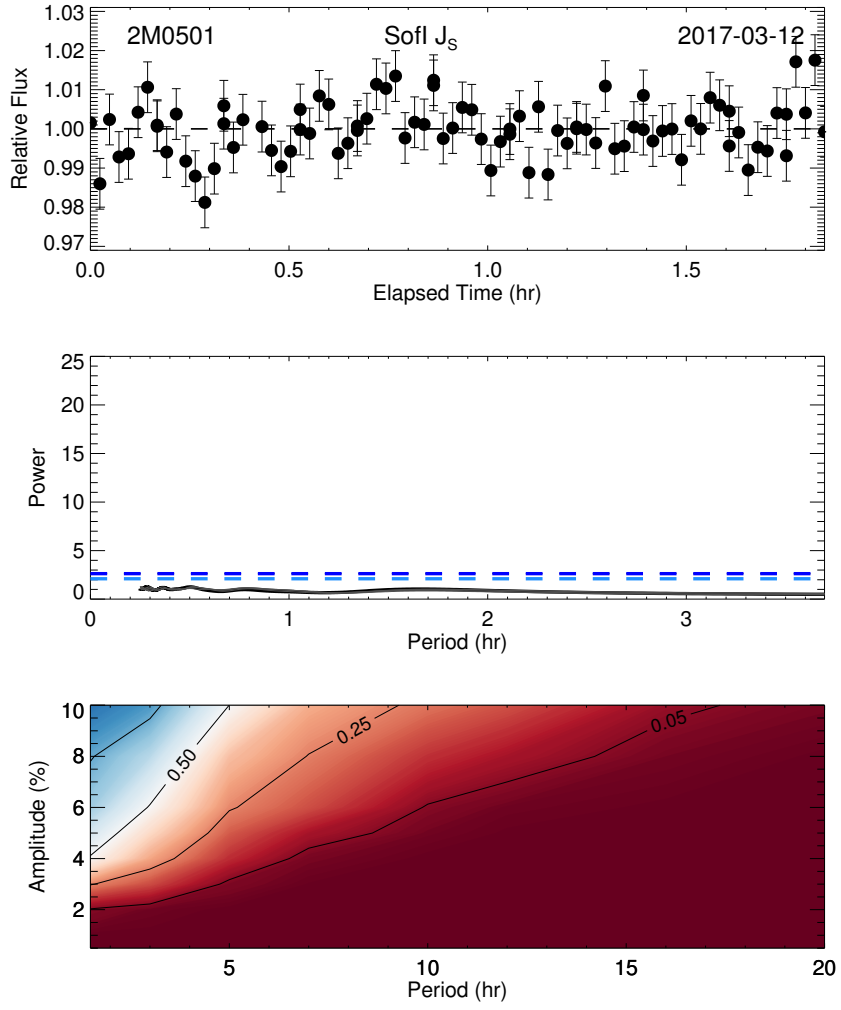 2M0501 SofI J_S 2017-03-12
1.03
1.02
1.01
1.00
0.99
0.98
0.97
Relative Flux
0.0 0.5 1.0 1.5
Elapsed Time (hr)
25
20
15
10
5
0
Power
0 1 2 3
Period (hr)
10
8
6
4
2
Amplitude (%)
0.50
0.25
0.05
5 10 15 20
Period (hr)